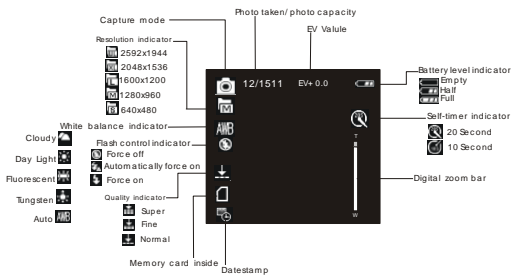 Photo taken/ photo capacity
Capture mode
EV Valule
Resolution indicator
2592x1944
2048x1536
1600x1200
1280x960
640x480
12/1511 EV+ 0.0
Battery level indicator
Empty
Half
Full
White balance indicator
AWB
Cloudy
Day Light
Fluorescent
Tungsten
Auto AWB
Flash control indicator
Force off
Automatically force on
Force on
Self-timer indicator
20 Second
10 Second
T
W
Digital zoom bar
Quality indicator
Super
Fine
Normal
Memory card inside
Datestamp